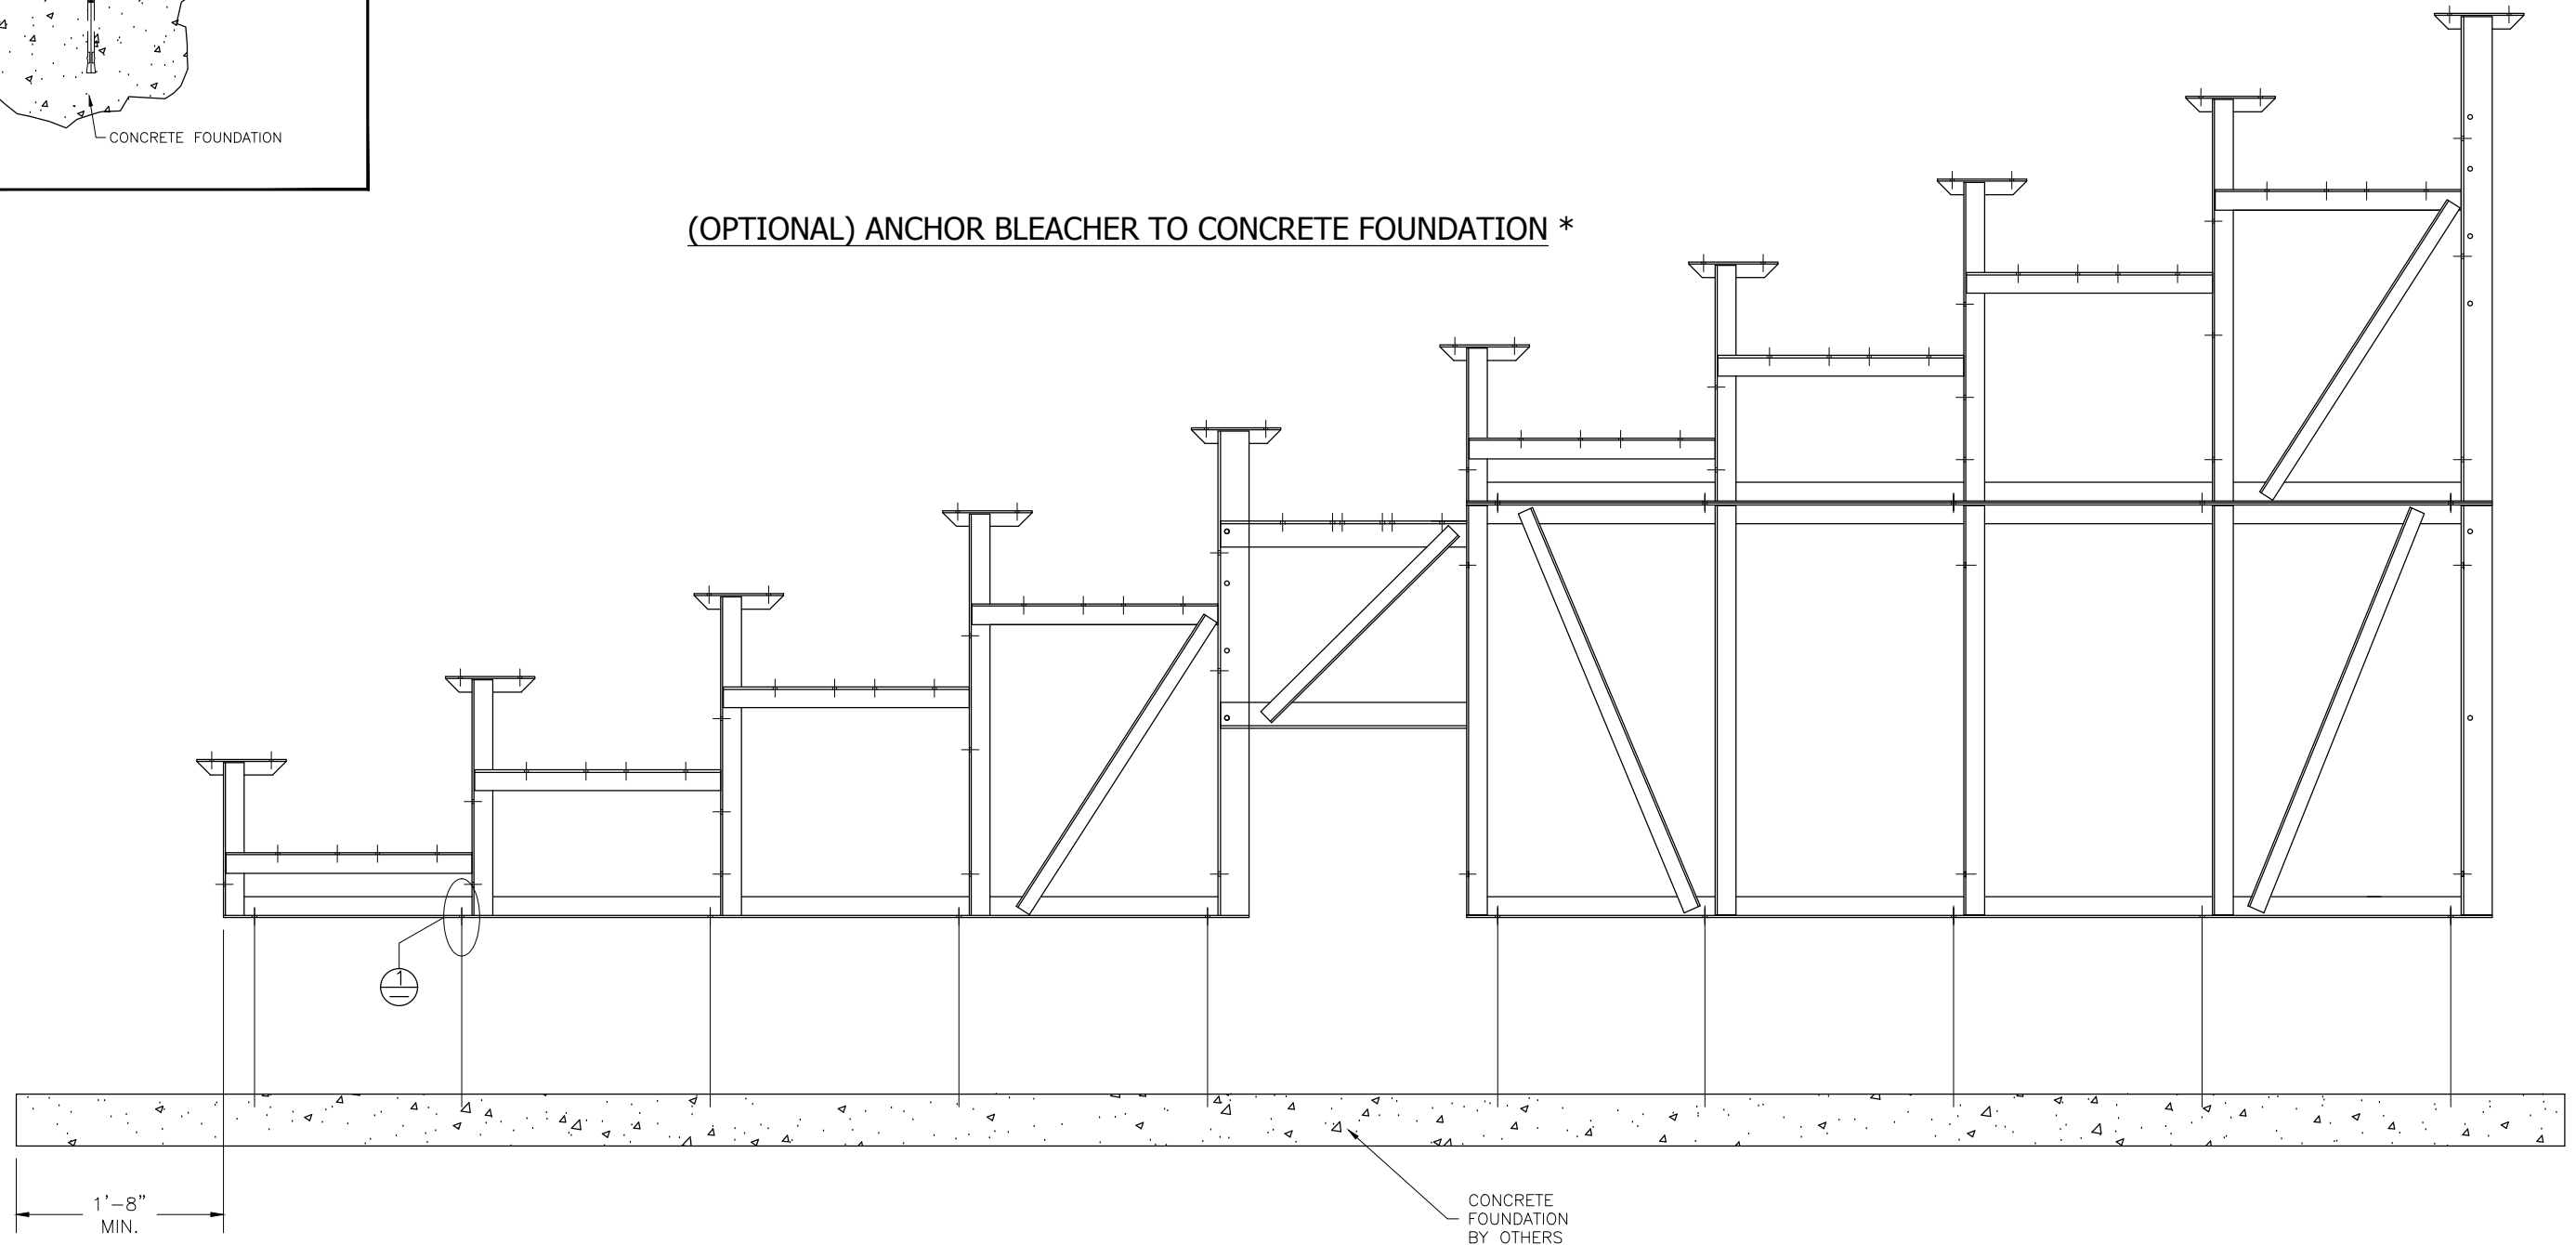 CONCRETE FOUNDATION
(OPTIONAL) ANCHOR BLEACHER TO CONCRETE FOUNDATION *
1
1'-8"
MIN.
CONCRETE
FOUNDATION
BY OTHERS